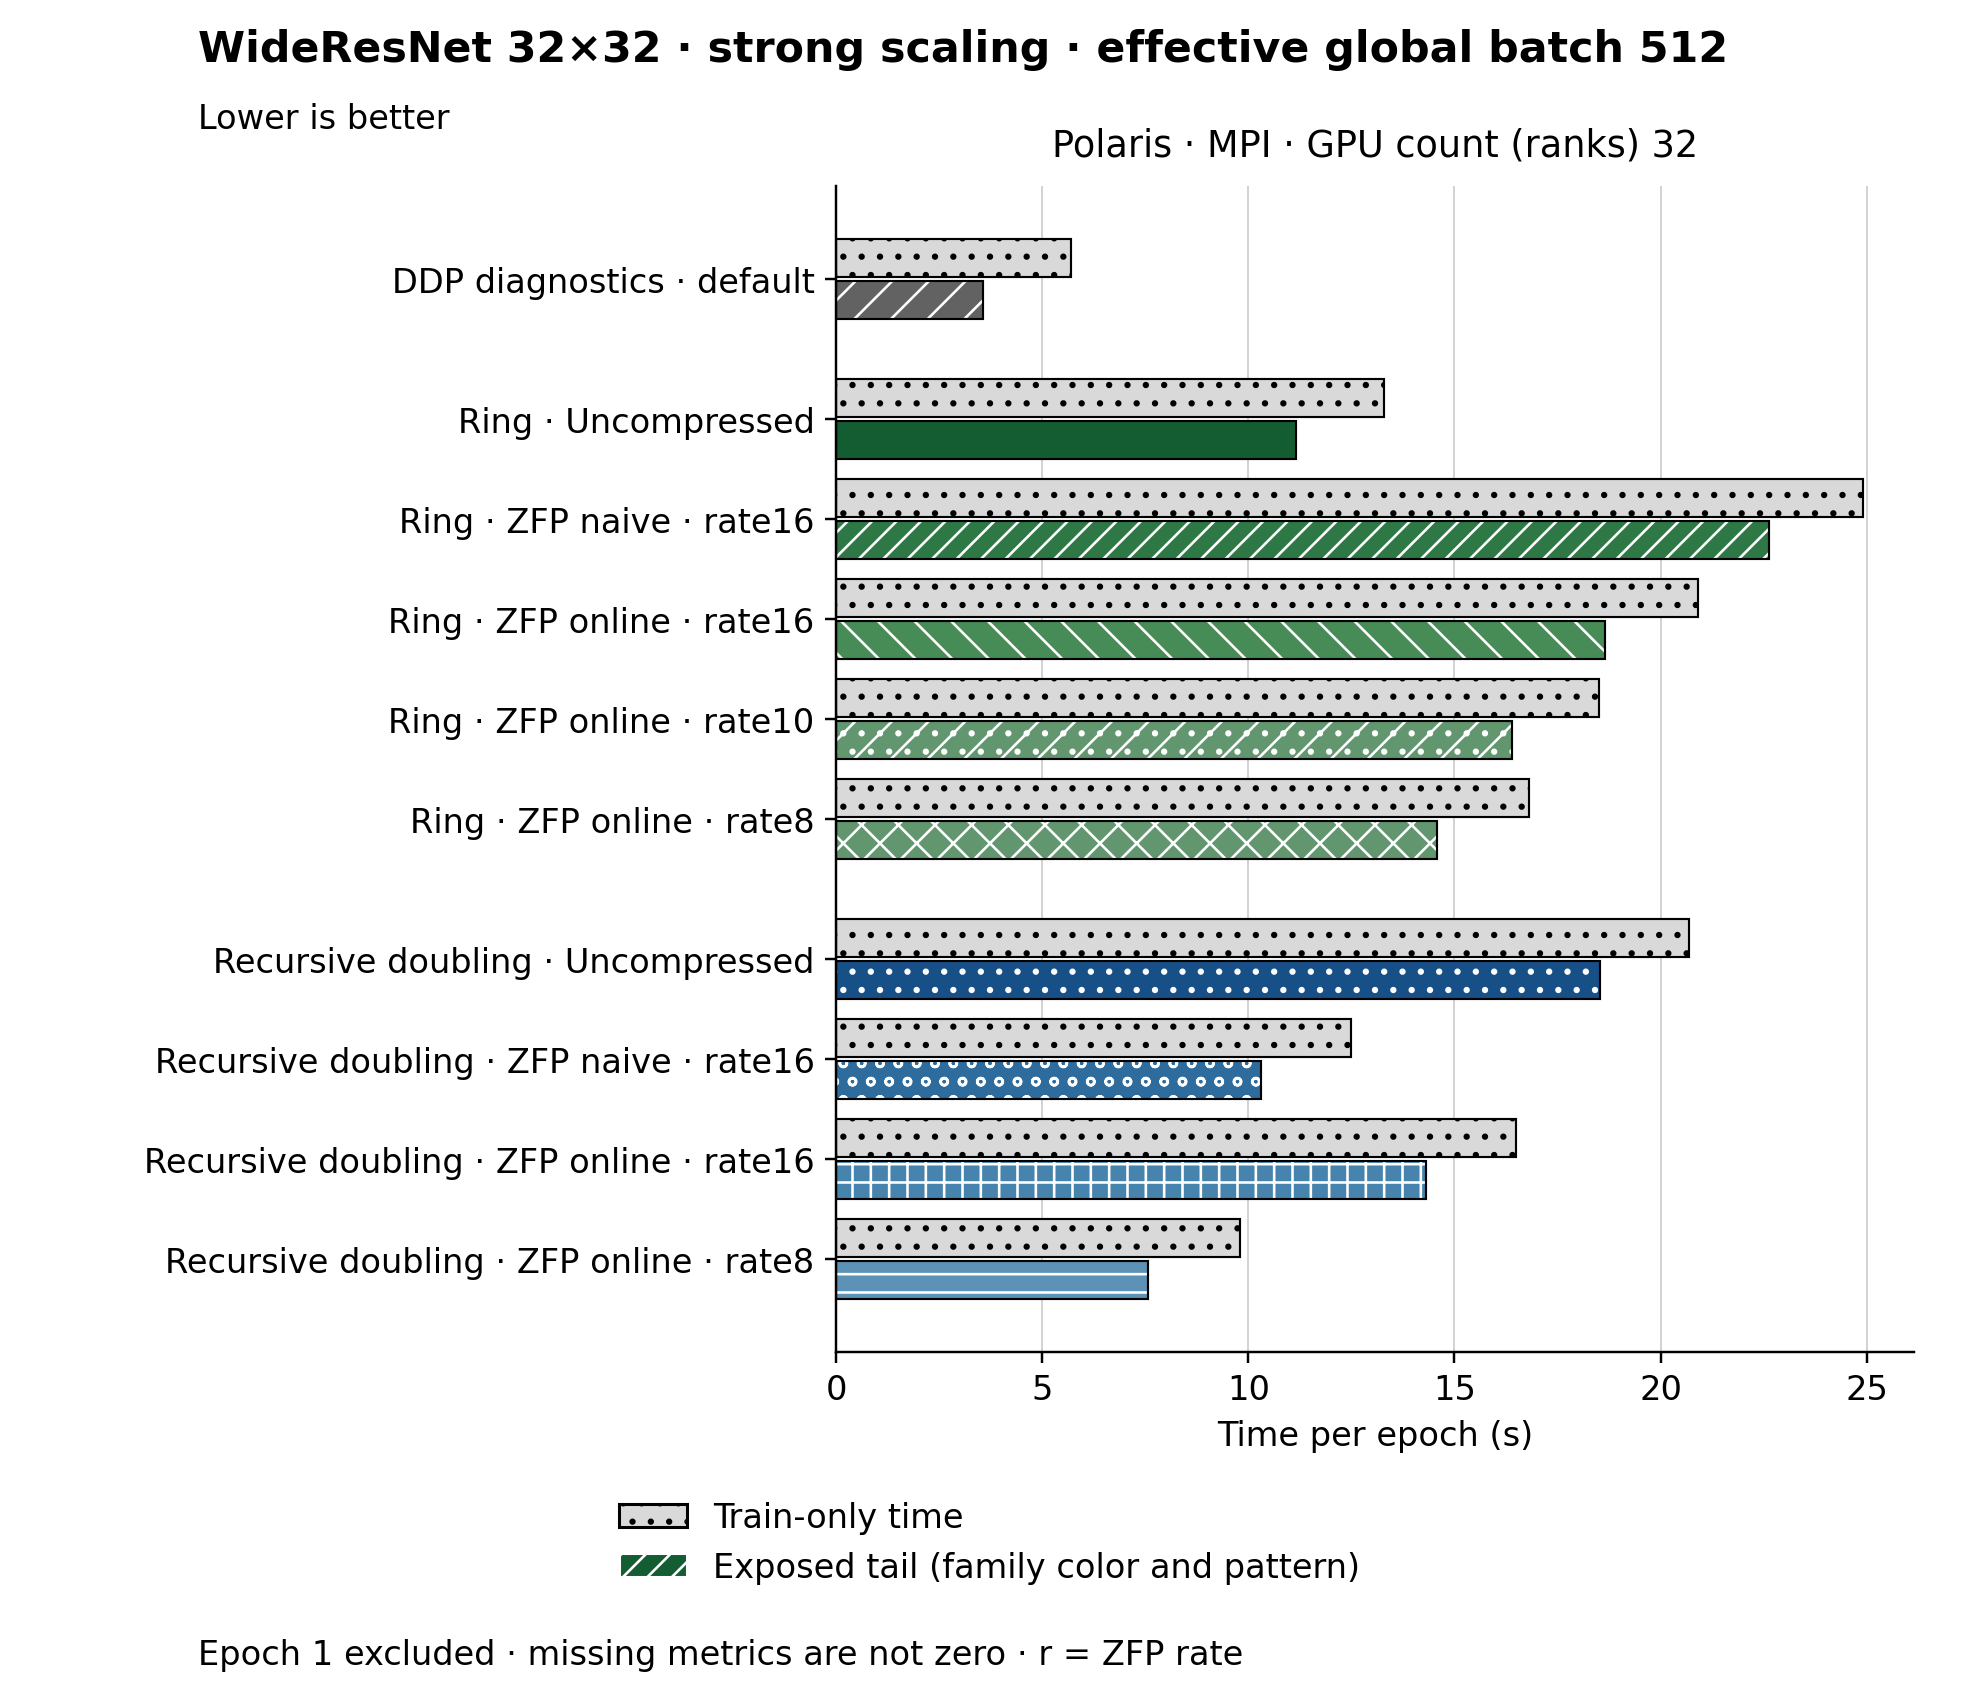 WideResNet 32×32 · strong scaling · effective global batch 512
Lower is better
Polaris · MPI · GPU count (ranks) 32
DDP diagnostics · default
Ring · Uncompressed
Ring · ZFP naive · rate16
Ring · ZFP online · rate16
Ring · ZFP online · rate10
Ring · ZFP online · rate8
Recursive doubling · Uncompressed
Recursive doubling · ZFP naive · rate16
Recursive doubling · ZFP online · rate16
Recursive doubling · ZFP online · rate8
0 5 10 15 20 25
Time per epoch (s)
Train-only time
Exposed tail (family color and pattern)
Epoch 1 excluded · missing metrics are not zero · r = ZFP rate